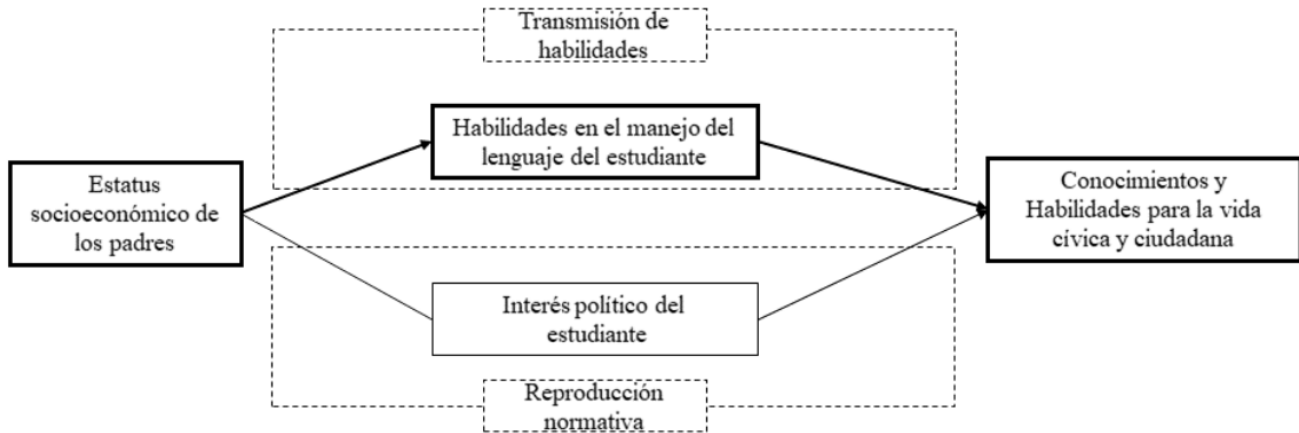 Transmisión de
habilidades
Habilidades en el manejo del
lenguaje del estudiante
Estatus
socioeconómico de
los padres
Conocimientos y
Habilidades para la vida
cívica y ciudadana
Interés político del
estudiante
Reproducción
normativa